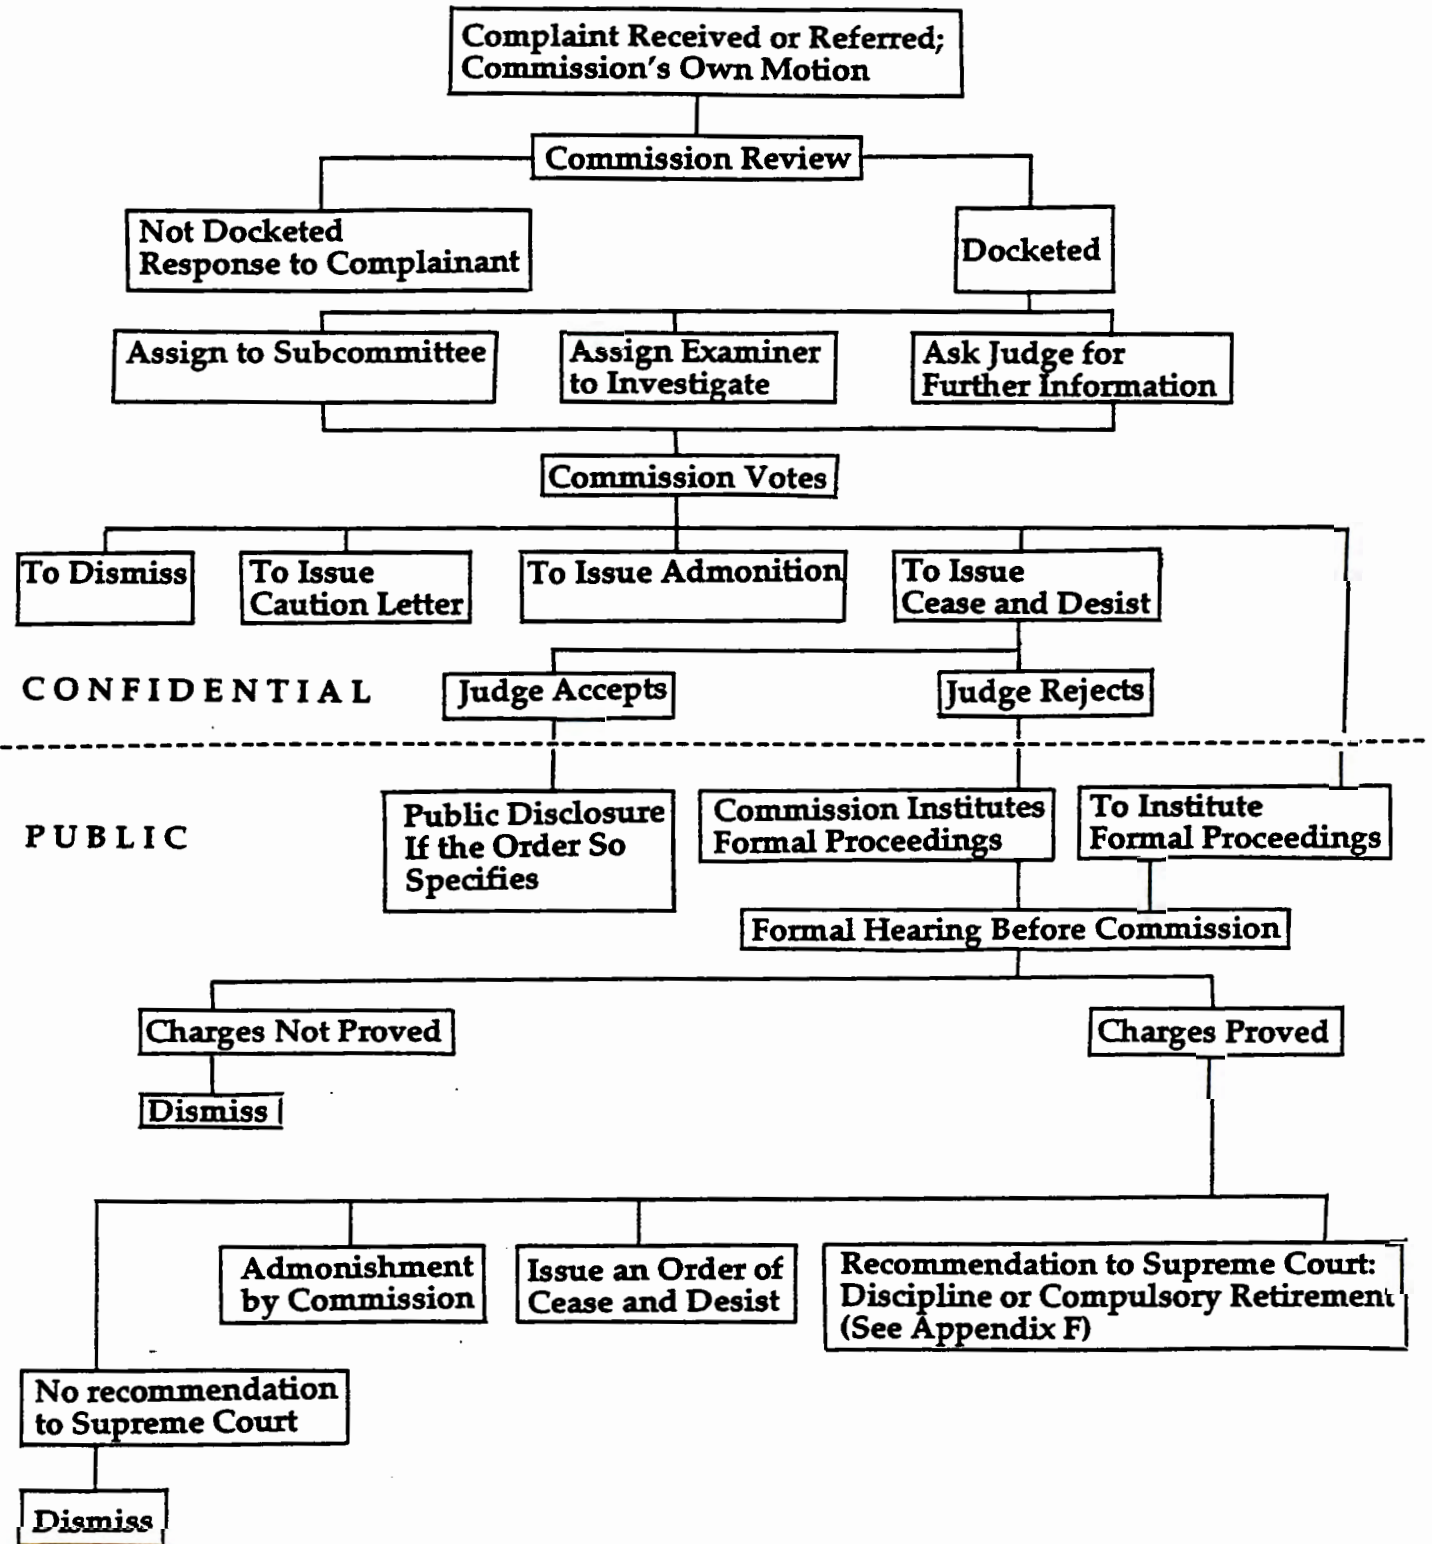 Complaint Received or Referred;
Commission's Own Motion
Commission Review
Not Docketed
Response to Complainant
Docketed
Assign to Subcommittee
Assign Examiner
to Investigate
Ask Judge for
Further Information
Commission Votes
To Dismiss
To Issue
Caution Letter
To Issue Admonition
To Issue
Cease and Desist
CONFIDENTIAL
Judge Accepts
Judge Rejects
PUBLIC
Public Disclosure
If the Order So
Specifies
Commission Institutes
Formal Proceedings
To Institute
Formal Proceedings
Formal Hearing Before Commission
Charges Not Proved
Charges Proved
Dismiss
Admonishment
by Commission
Issue an Order of
Cease and Desist
Recommendation to Supreme Court:
Discipline or Compulsory Retirement
(See Appendix F)
No recommendation
to Supreme Court
Dismiss